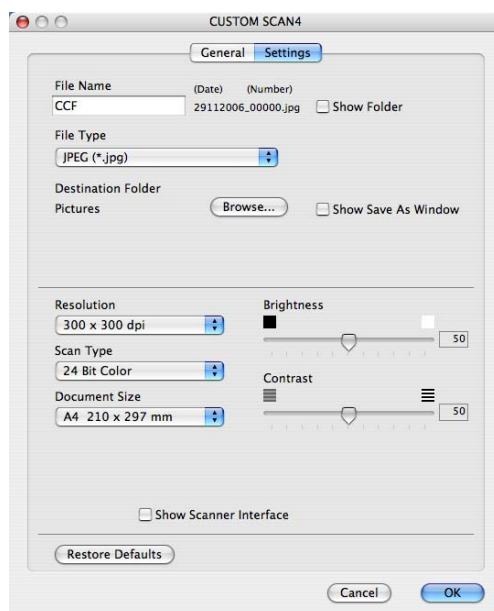 CUSTOM SCAN4
General Settings
File Name (Date) (Number)
CCF 29112006_00000.jpg Show Folder
File Type
JPEG (*.jpg)
Destination Folder
Pictures Browse... Show Save As Window
Resolution Brightness
300 x 300 dpi
50
Scan Type
24 Bit Color
Contrast
Document Size
A4 210 x 297 mm 50
Show Scanner Interface
Restore Defaults
Cancel OK